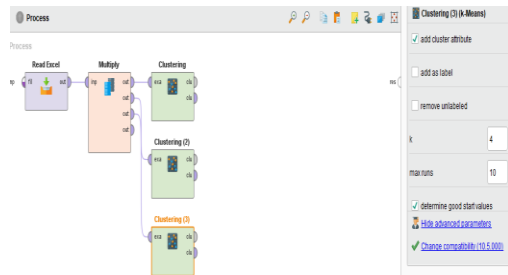 Process
Process
Read Excel
Multiply
Clustering
fil
out
inp
out
out
out
out
exa
clu
clu
res
Clustering (2)
exa
clu
clu
Clustering (3)
exa
clu
clu
Clustering (3) (k-Means)
add cluster attribute
add as label
remove unlabeled
k
4
max runs
10
determine good start values
Hide advanced parameters
Change compatibility (10.5.000)